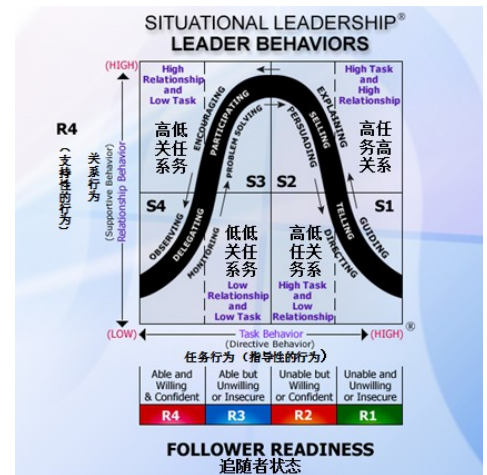 SITUATIONAL LEADERSHIP®
LEADER BEHAVIORS
(HIGH)
High
Relationship
and
Low Task
High Task
and
High
Relationship
R4
(支持性的行为)
关系行为
(Supportive Behavior)
Relationship Behavior
高低
关任
系务
高任
任高
务关
系
ENCOURAGING
PARTICIPATING
PROBLEM SOLVING
EXPLAINING
SELLING
PERSUADING
S4
S3
S2
S1
OBSERVING
DELEGATING
MONITORING
GUIDING
TELLING
DIRECTING
低低
关任
系务
高低
任关
务系
Low
Relationship
and
Low Task
High Task
and
Low
Relationship
(LOW)
Task Behavior
(HIGH)
®
(Directive Behavior)
任务行为(指导性的行为)
Able and
Willing
& Confident
Able but
Unwilling
or Insecure
Unable but
Willing
or Confident
Unable and
Unwilling
or Insecure
R4
R3
R2
R1
FOLLOWER READINESS
追随者状态